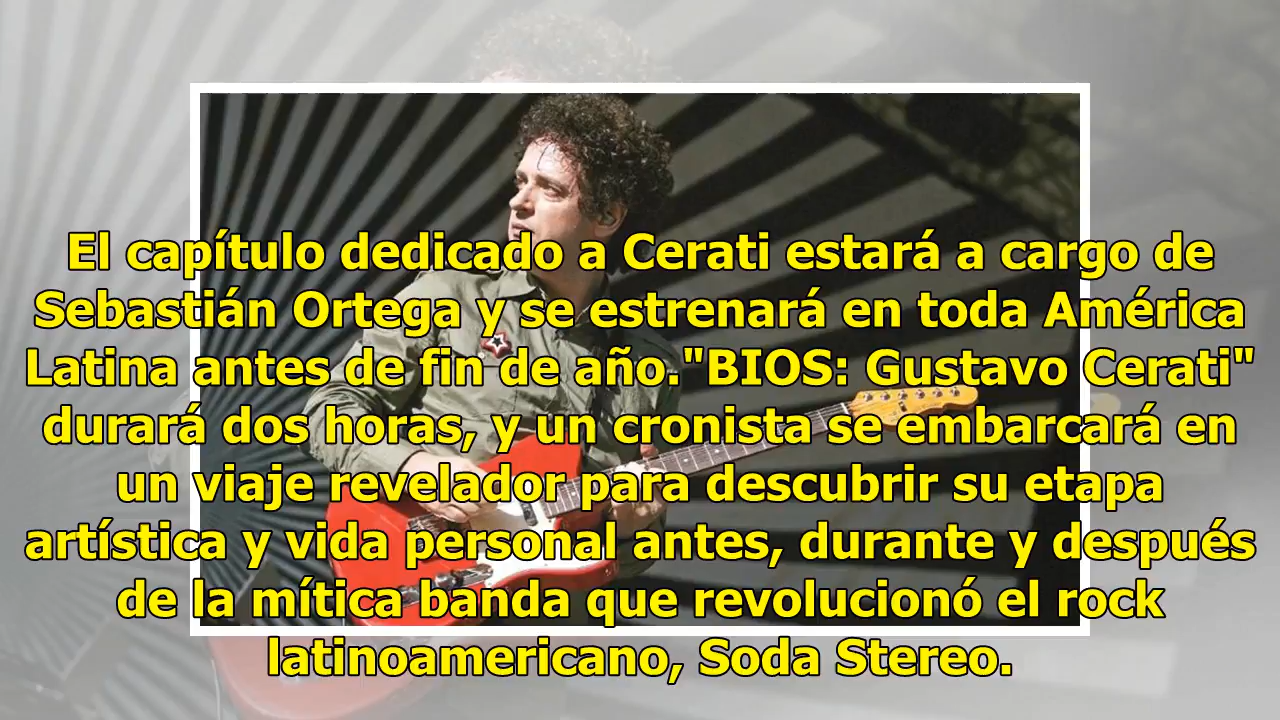 El capítulo dedicado a Cerati estará a cargo de
Sebastián Ortega y se estrenará en toda América
Latina antes de fin de año."BIOS: Gustavo Cerati"
durará dos horas, y un cronista se embarcará en
un viaje revelador para descubrir su etapa
artística y vida personal antes, durante y después
de la mítica banda que revolucionó el rock
latinoamericano, Soda Stereo.